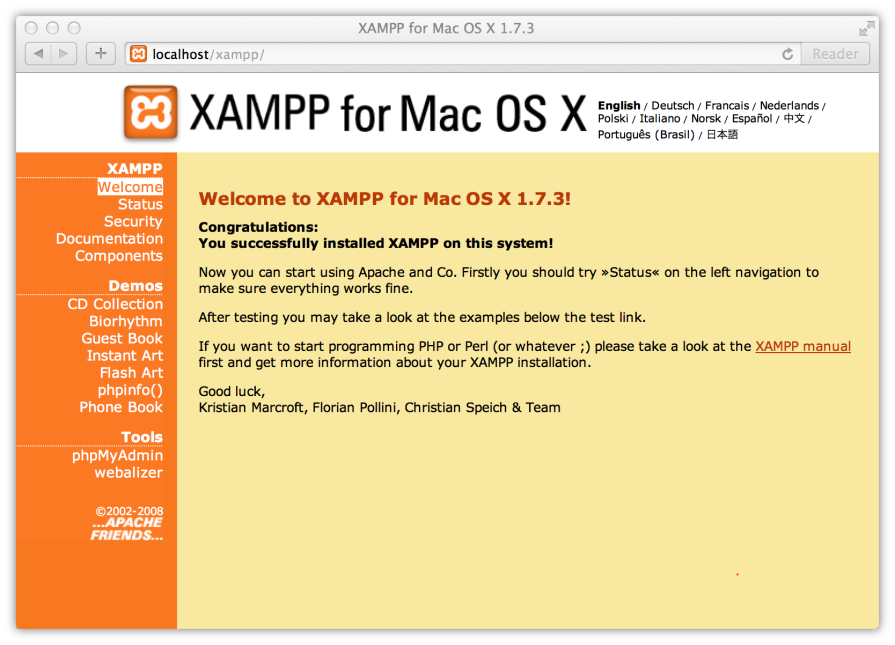 XAMPP for Mac OS X 1.7.3
localhost/xampp/
Reader
XAMPP for Mac OS X
English / Deutsch / Francais / Nederlands /
Polski / Italiano / Norsk / Español / 中文 /
Português (Brasil) / 日本語
XAMPP
Welcome
Status
Security
Documentation
Components
Demos
CD Collection
Biorhythm
Guest Book
Instant Art
Flash Art
phpinfo()
Phone Book
Tools
phpMyAdmin
webalizer
©2002-2008
...APACHE
FRIENDS...
Welcome to XAMPP for Mac OS X 1.7.3!
Congratulations:
You successfully installed XAMPP on this system!
Now you can start using Apache and Co. Firstly you should try »Status« on the left navigation to
make sure everything works fine.
After testing you may take a look at the examples below the test link.
If you want to start programming PHP or Perl (or whatever ;) please take a look at the XAMPP manual
first and get more information about your XAMPP installation.
Good luck,
Kristian Marcroft, Florian Pollini, Christian Speich & Team